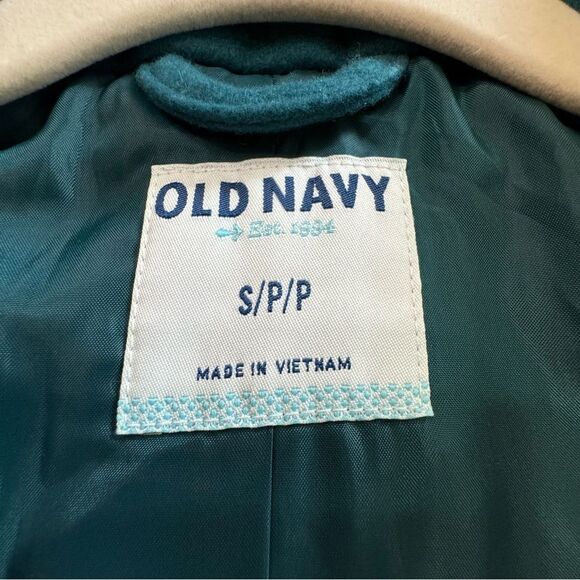 OLD NAVY
Est. 1994
S/P/P
MADE IN VIETNAM